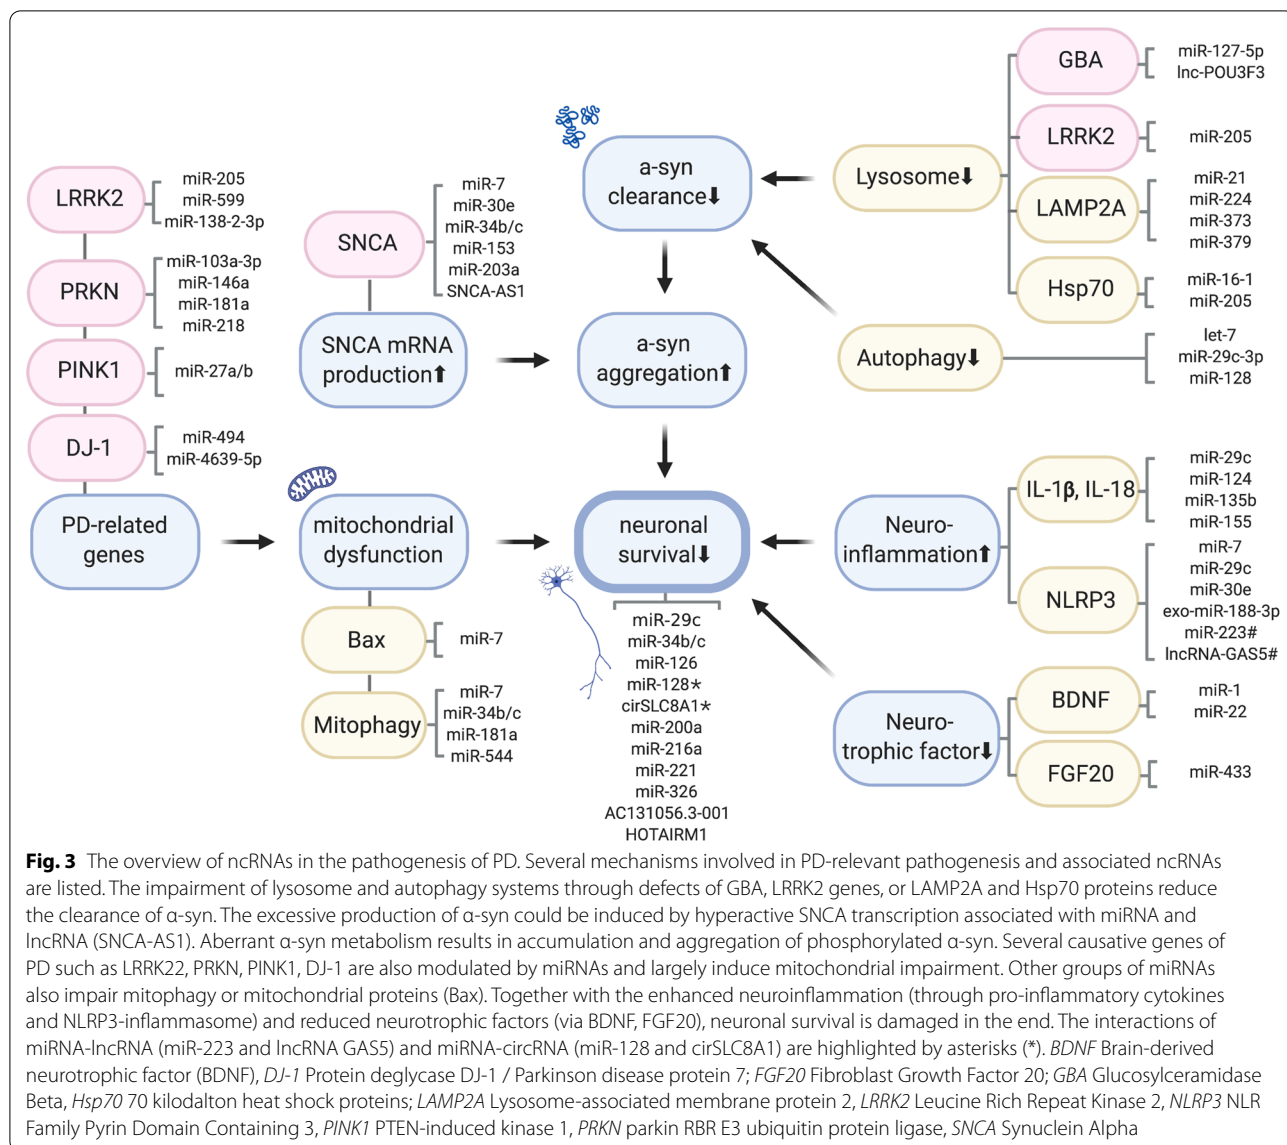 LRRK2
miR-205
miR-599
miR-138-2-3p
PRKN
miR-103a-3p
miR-146a
miR-181a
miR-218
PINK1
miR-27a/b
DJ-1
miR-494
miR-4639-5p
PD-related
genes
SNCA
miR-7
miR-30e
miR-34b/c
miR-153
miR-203a
SNCA-AS1
SNCA mRNA
production⬆
mitochondrial
dysfunction
Bax
miR-7
Mitophagy
miR-7
miR-34b/c
miR-181a
miR-544
a-syn
clearance⬇
a-syn
aggregation⬆
neuronal
survival⬇
miR-29c
miR-34b/c
miR-126
miR-128*
cirSLC8A1*
miR-200a
miR-216a
miR-221
miR-326
AC131056.3-001
HOTAIRM1
Lysosome⬇
GBA
miR-127-5p
lnc-POU3F3
LRRK2
miR-205
LAMP2A
miR-21
miR-224
miR-373
miR-379
Hsp70
miR-16-1
miR-205
Autophagy⬇
let-7
miR-29c-3p
miR-128
Neuro-
inflammation⬆
IL-1β, IL-18
miR-29c
miR-124
miR-135b
miR-155
NLRP3
miR-7
miR-29c
miR-30e
exo-miR-188-3p
miR-223#
lncRNA-GAS5#
Neuro-
trophic factor⬇
BDNF
miR-1
miR-22
FGF20
miR-433
Fig. 3 The overview of ncRNAs in the pathogenesis of PD. Several mechanisms involved in PD-relevant pathogenesis and associated ncRNAs
are listed. The impairment of lysosome and autophagy systems through defects of GBA, LRRK2 genes, or LAMP2A and Hsp70 proteins reduce
the clearance of α-syn. The excessive production of α-syn could be induced by hyperactive SNCA transcription associated with miRNA and
lncRNA (SNCA-AS1). Aberrant α-syn metabolism results in accumulation and aggregation of phosphorylated α-syn. Several causative genes of
PD such as LRRK22, PRKN, PINK1, DJ-1 are also modulated by miRNAs and largely induce mitochondrial impairment. Other groups of miRNAs
also impair mitophagy or mitochondrial proteins (Bax). Together with the enhanced neuroinflammation (through pro-inflammatory cytokines
and NLRP3-inflammasome) and reduced neurotrophic factors (via BDNF, FGF20), neuronal survival is damaged in the end. The interactions of
miRNA-lncRNA (miR-223 and lncRNA GAS5) and miRNA-circRNA (miR-128 and cirSLC8A1) are highlighted by asterisks (*). BDNF Brain-derived
neurotrophic factor (BDNF), DJ-1 Protein deglycase DJ-1 / Parkinson disease protein 7; FGF20 Fibroblast Growth Factor 20; GBA Glucosylceramidase
Beta, Hsp70 70 kilodalton heat shock proteins; LAMP2A Lysosome-associated membrane protein 2, LRRK2 Leucine Rich Repeat Kinase 2, NLRP3 NLR
Family Pyrin Domain Containing 3, PINK1 PTEN-induced kinase 1, PRKN parkin RBR E3 ubiquitin protein ligase, SNCA Synuclein Alpha